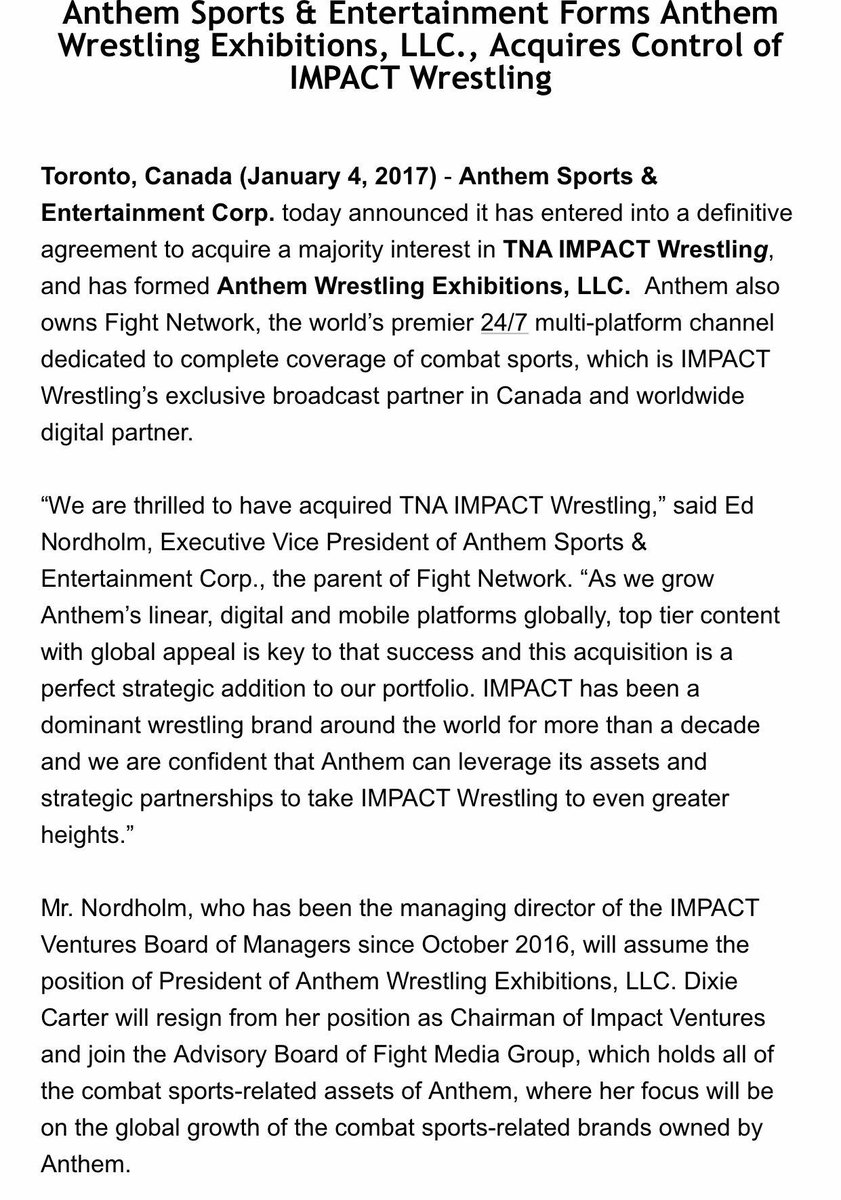 Anthem Sports & Entertainment Forms Anthem
Wrestling Exhibitions, LLC., Acquires Control of
IMPACT Wrestling
Toronto, Canada (January 4, 2017) - Anthem Sports &
Entertainment Corp. today announced it has entered into a definitive
agreement to acquire a majority interest in TNA IMPACT Wrestling,
and has formed Anthem Wrestling Exhibitions, LLC.  Anthem also
owns Fight Network, the world’s premier 24/7 multi-platform channel
dedicated to complete coverage of combat sports, which is IMPACT
Wrestling’s exclusive broadcast partner in Canada and worldwide
digital partner.
“We are thrilled to have acquired TNA IMPACT Wrestling,” said Ed
Nordholm, Executive Vice President of Anthem Sports &
Entertainment Corp., the parent of Fight Network. “As we grow
Anthem’s linear, digital and mobile platforms globally, top tier content
with global appeal is key to that success and this acquisition is a
perfect strategic addition to our portfolio. IMPACT has been a
dominant wrestling brand around the world for more than a decade
and we are confident that Anthem can leverage its assets and
strategic partnerships to take IMPACT Wrestling to even greater
heights.”
Mr. Nordholm, who has been the managing director of the IMPACT
Ventures Board of Managers since October 2016, will assume the
position of President of Anthem Wrestling Exhibitions, LLC. Dixie
Carter will resign from her position as Chairman of Impact Ventures
and join the Advisory Board of Fight Media Group, which holds all of
the combat sports-related assets of Anthem, where her focus will be
on the global growth of the combat sports-related brands owned by
Anthem.